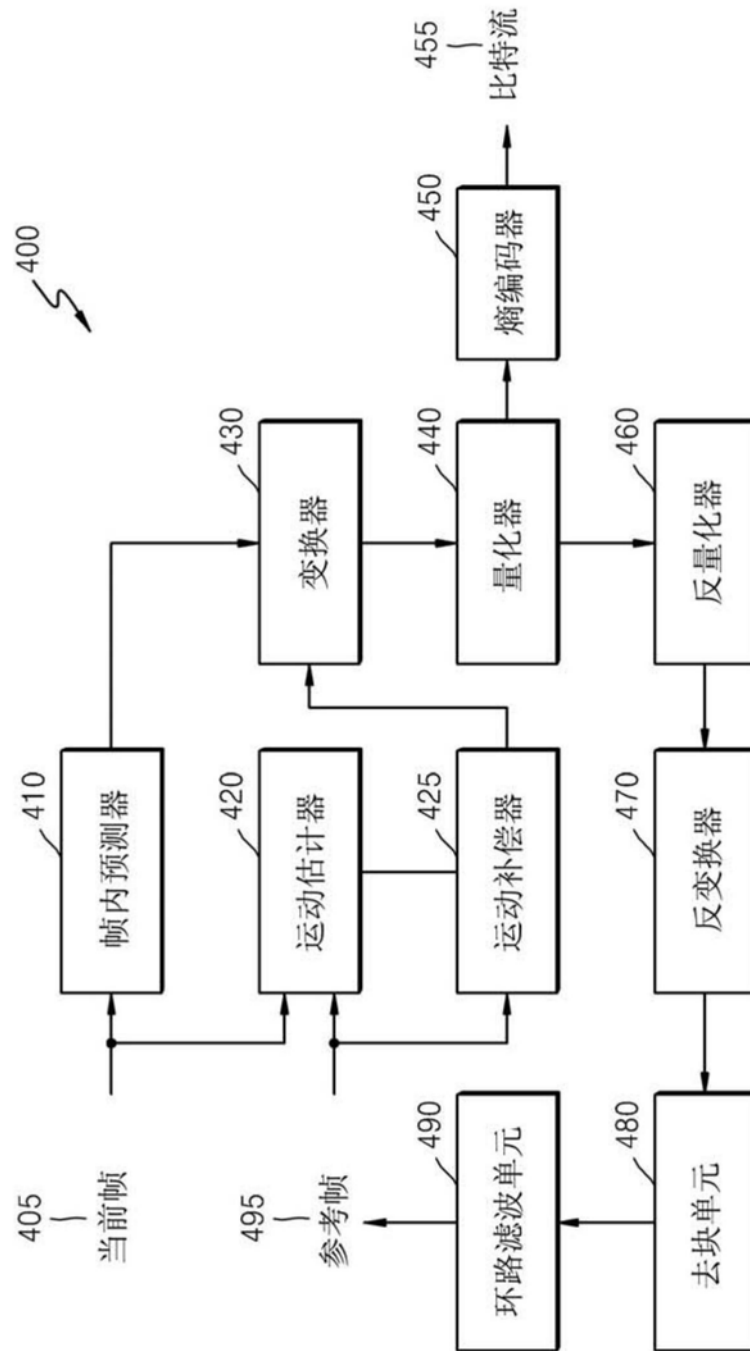 400
405
当前帧
410
帧内预测器
495
参考帧
420
运动估计器
430
变换器
425
运动补偿器
440
量化器
450
熵编码器
455
比特流
490
环路滤波单元
480
去块单元
470
反变换器
460
反量化器